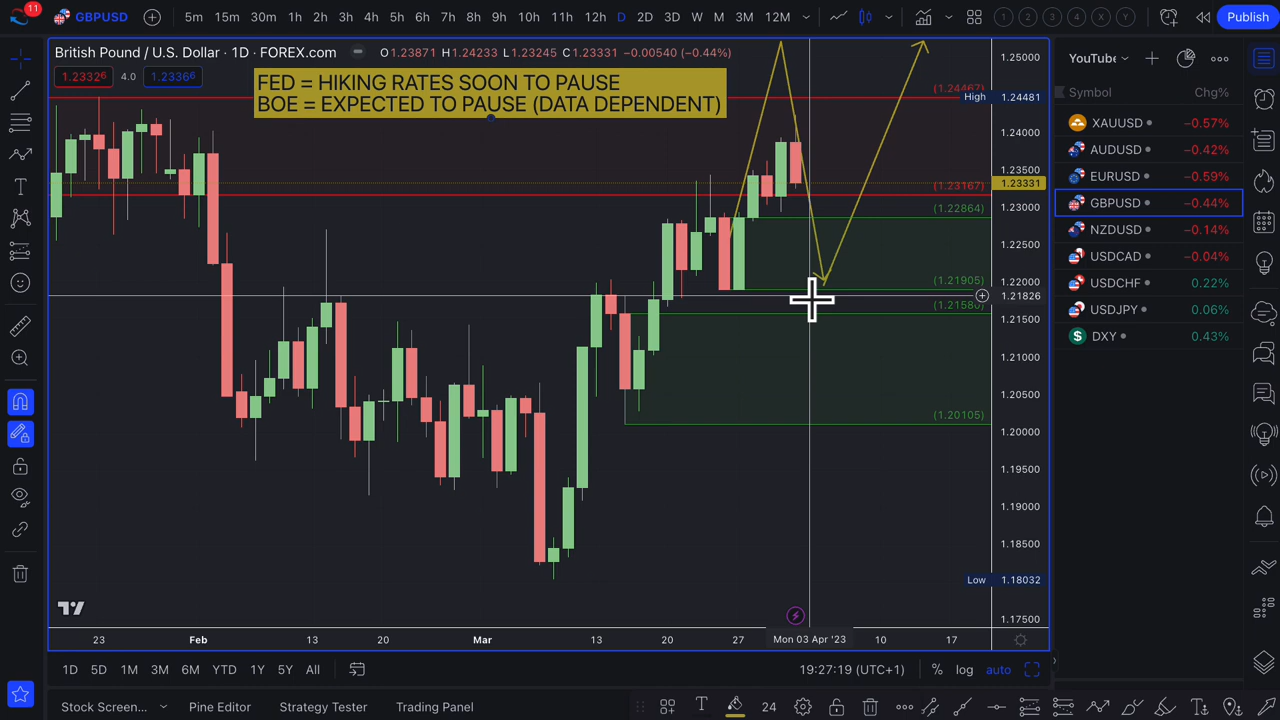 11
GBPUSD
5m 15m 30m 1h 2h 3h 4h 5h 6h 7h 8h 9h 10h 11h 12h D 2D 3D W M 3M 12M
1 2 3 4 X Y
Publish
British Pound / U.S. Dollar · 1D · FOREX.com
O1.23871 H1.24233 L1.23245 C1.23331 −0.00540 (−0.44%)
1.23326 4.0 1.23366
FED = HIKING RATES SOON TO PAUSE
BOE = EXPECTED TO PAUSE (DATA DEPENDENT)
1.25000
(1.24467)
High 1.24481
1.24000
1.23500
(1.23167) 1.23331
(1.22864) 1.23000
1.22500
(1.21905) 1.22000
1.21826
(1.21580) 1.21500
1.21000
1.20500
(1.20105)
1.20000
1.19500
1.19000
1.18500
Low 1.18032
1.17500
23 Feb 13 20 Mar 13 20 27 Mon 03 Apr '23 10 17
1D 5D 1M 3M 6M YTD 1Y 5Y All
19:27:19 (UTC+1) % log auto
Stock Screen... Pine Editor Strategy Tester Trading Panel
24
YouTube
Symbol Chg%
XAUUSD −0.57%
AUDUSD −0.42%
EURUSD −0.59%
GBPUSD −0.44%
NZDUSD −0.14%
USDCAD −0.04%
USDCHF 0.22%
USDJPY 0.06%
DXY 0.43%